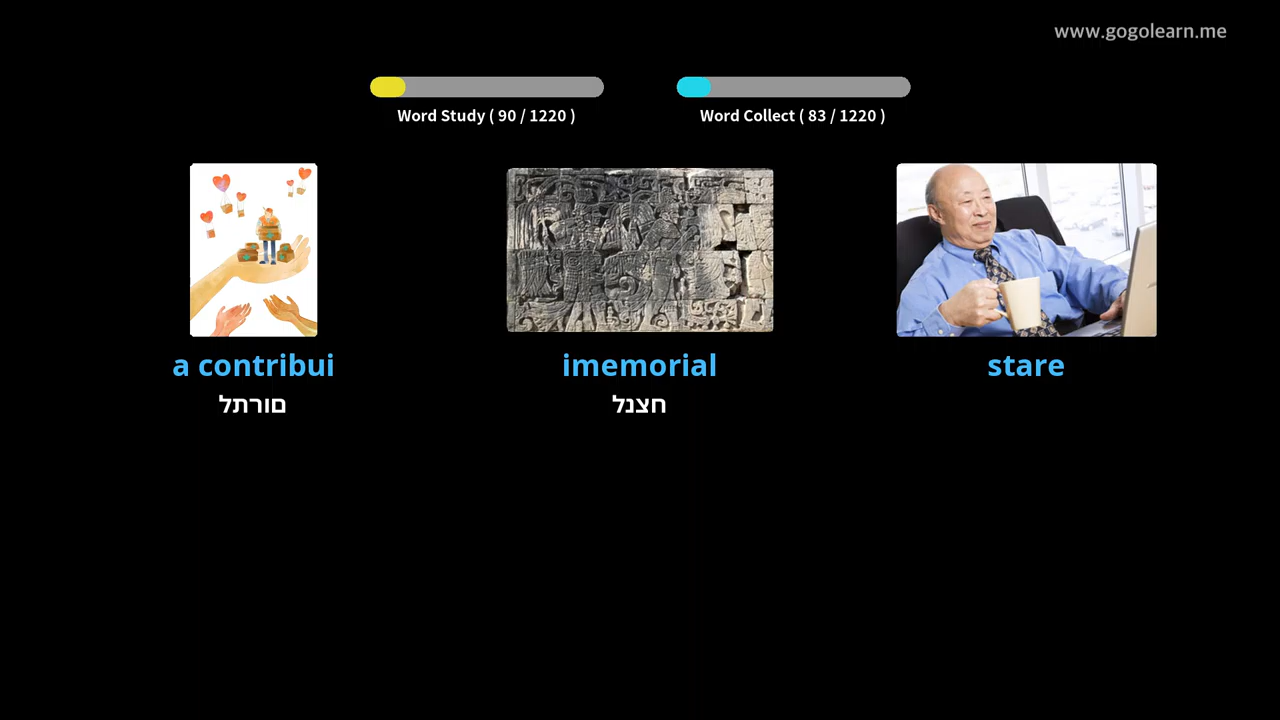 www.gogolearn.me
Word Study ( 90 / 1220 )
Word Collect ( 83 / 1220 )
a contribui
לתרום
imemorial
לנצח
stare